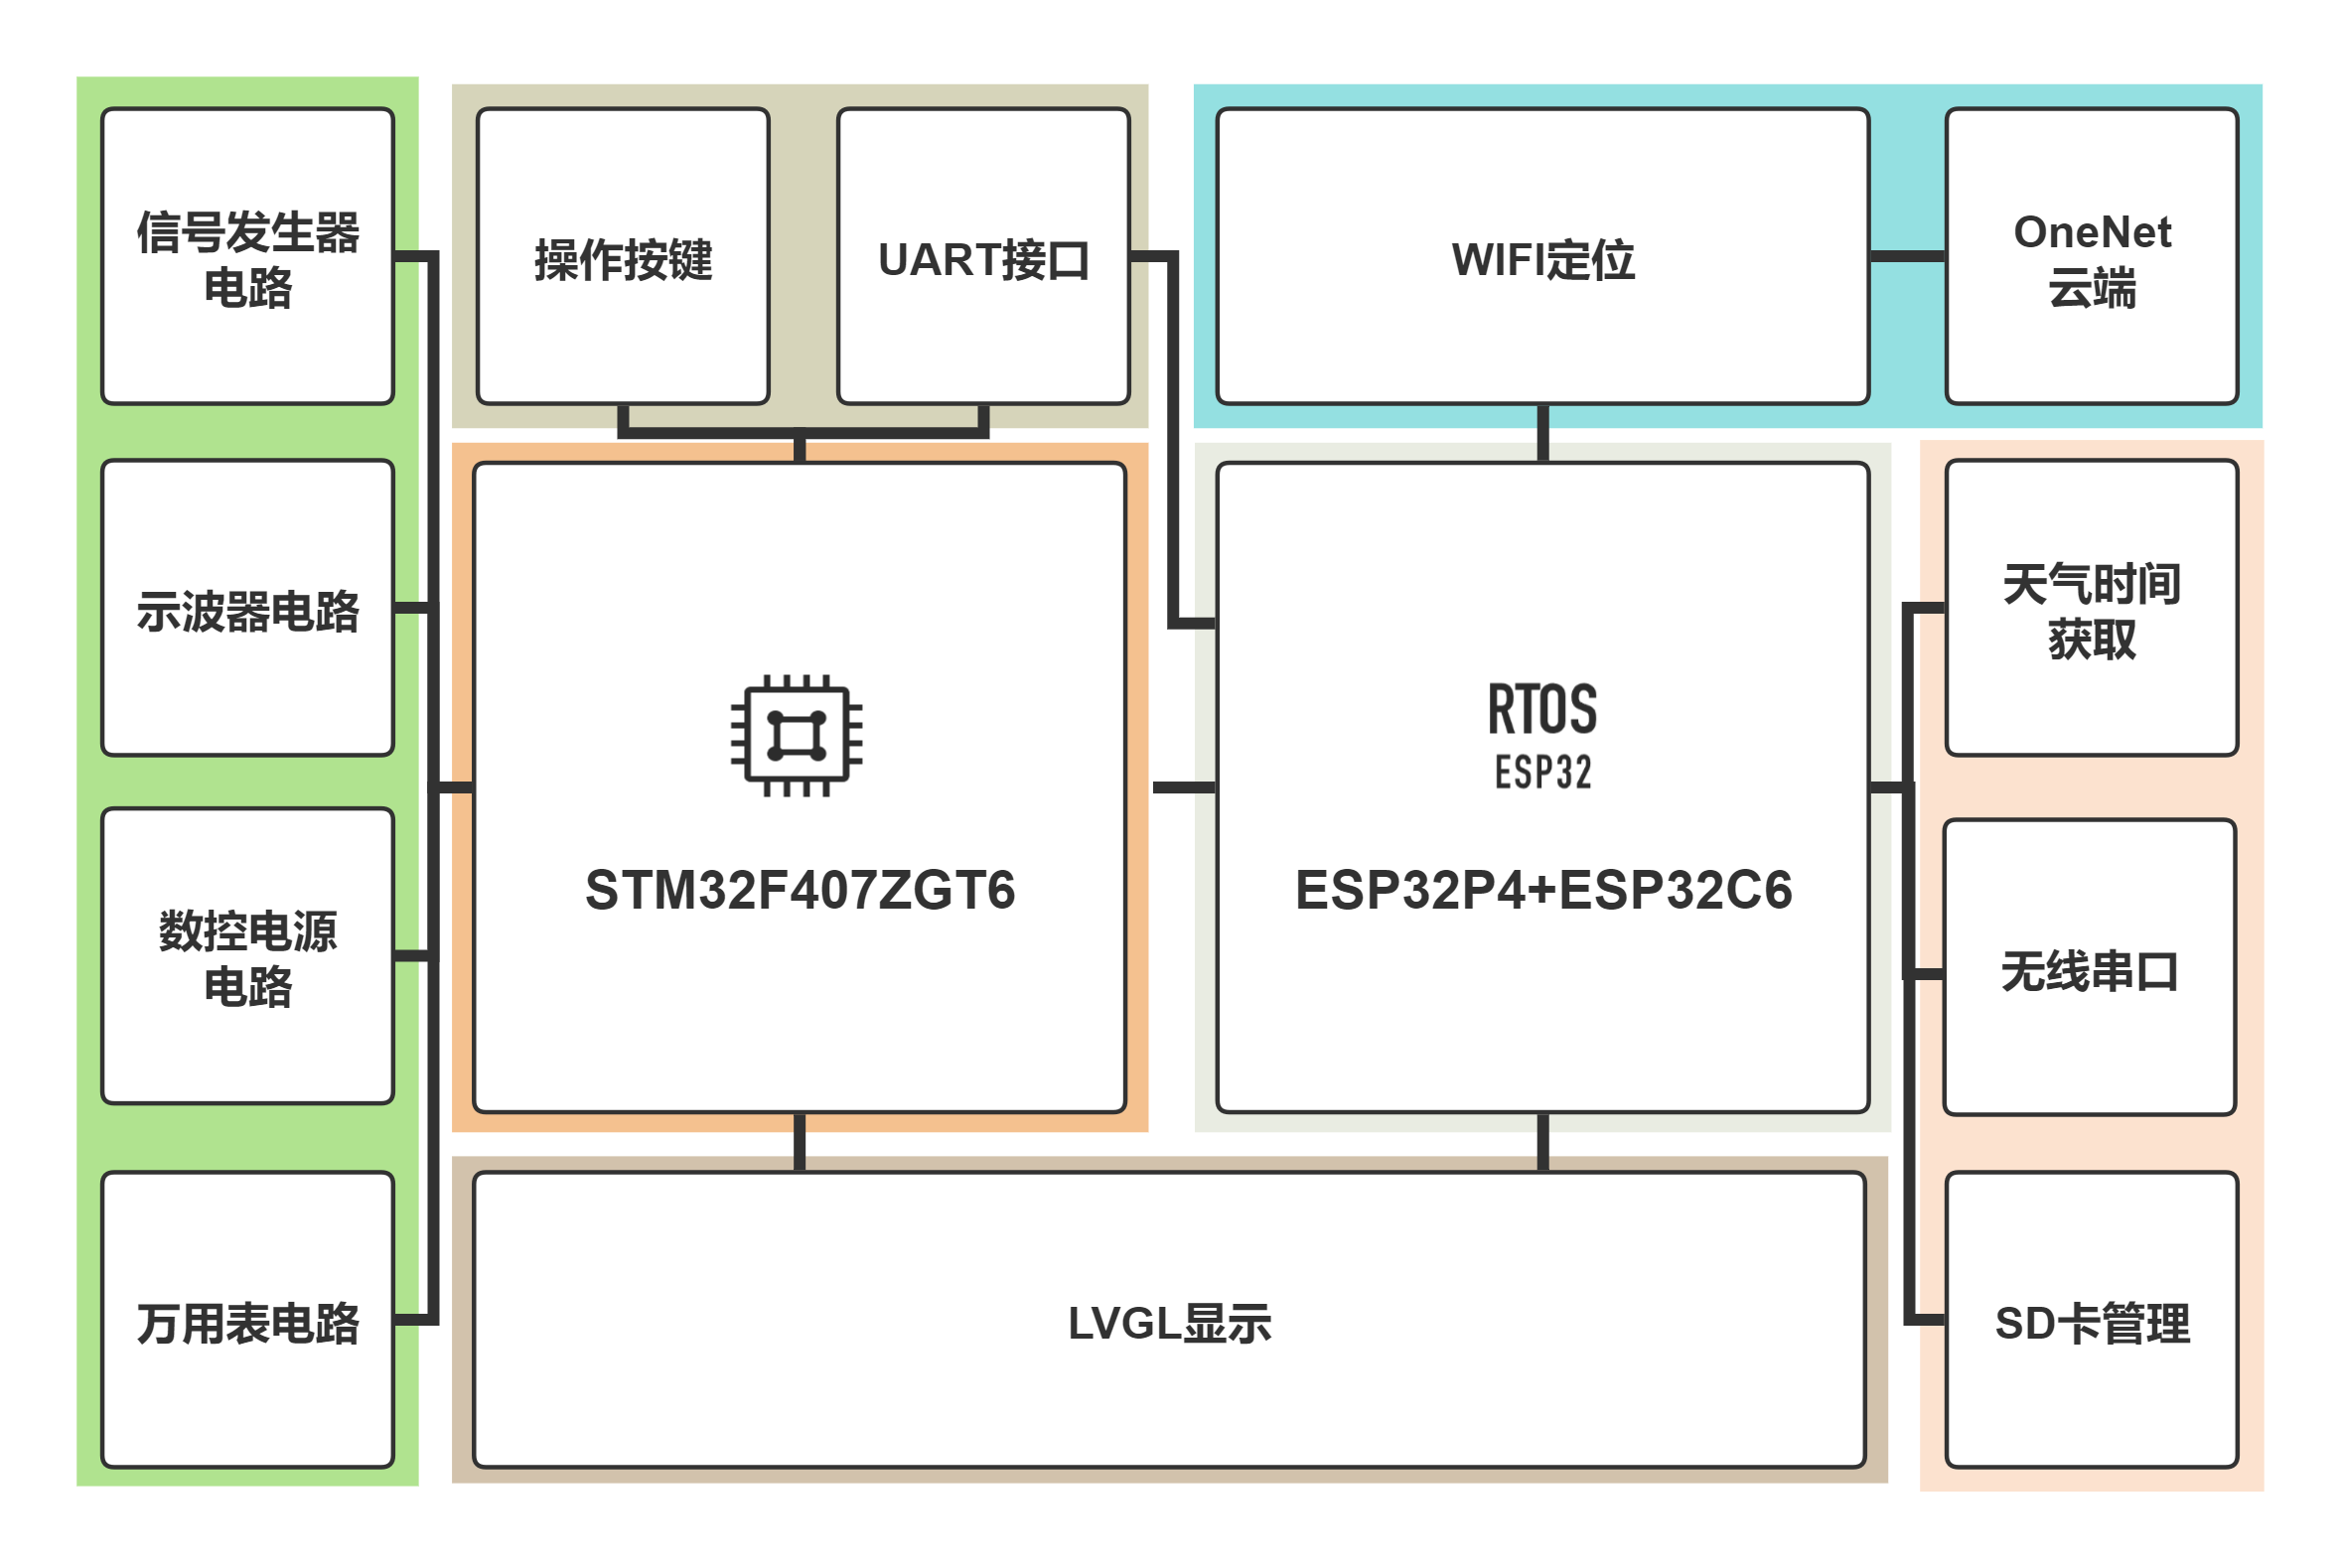 信号发生器
电路
操作按键
UART接口
WIFI定位
OneNet
云端
示波器电路
数控电源
电路
万用表电路
STM32F407ZGT6
RTOS
ESP32
ESP32P4+ESP32C6
天气时间
获取
无线串口
SD卡管理
LVGL显示